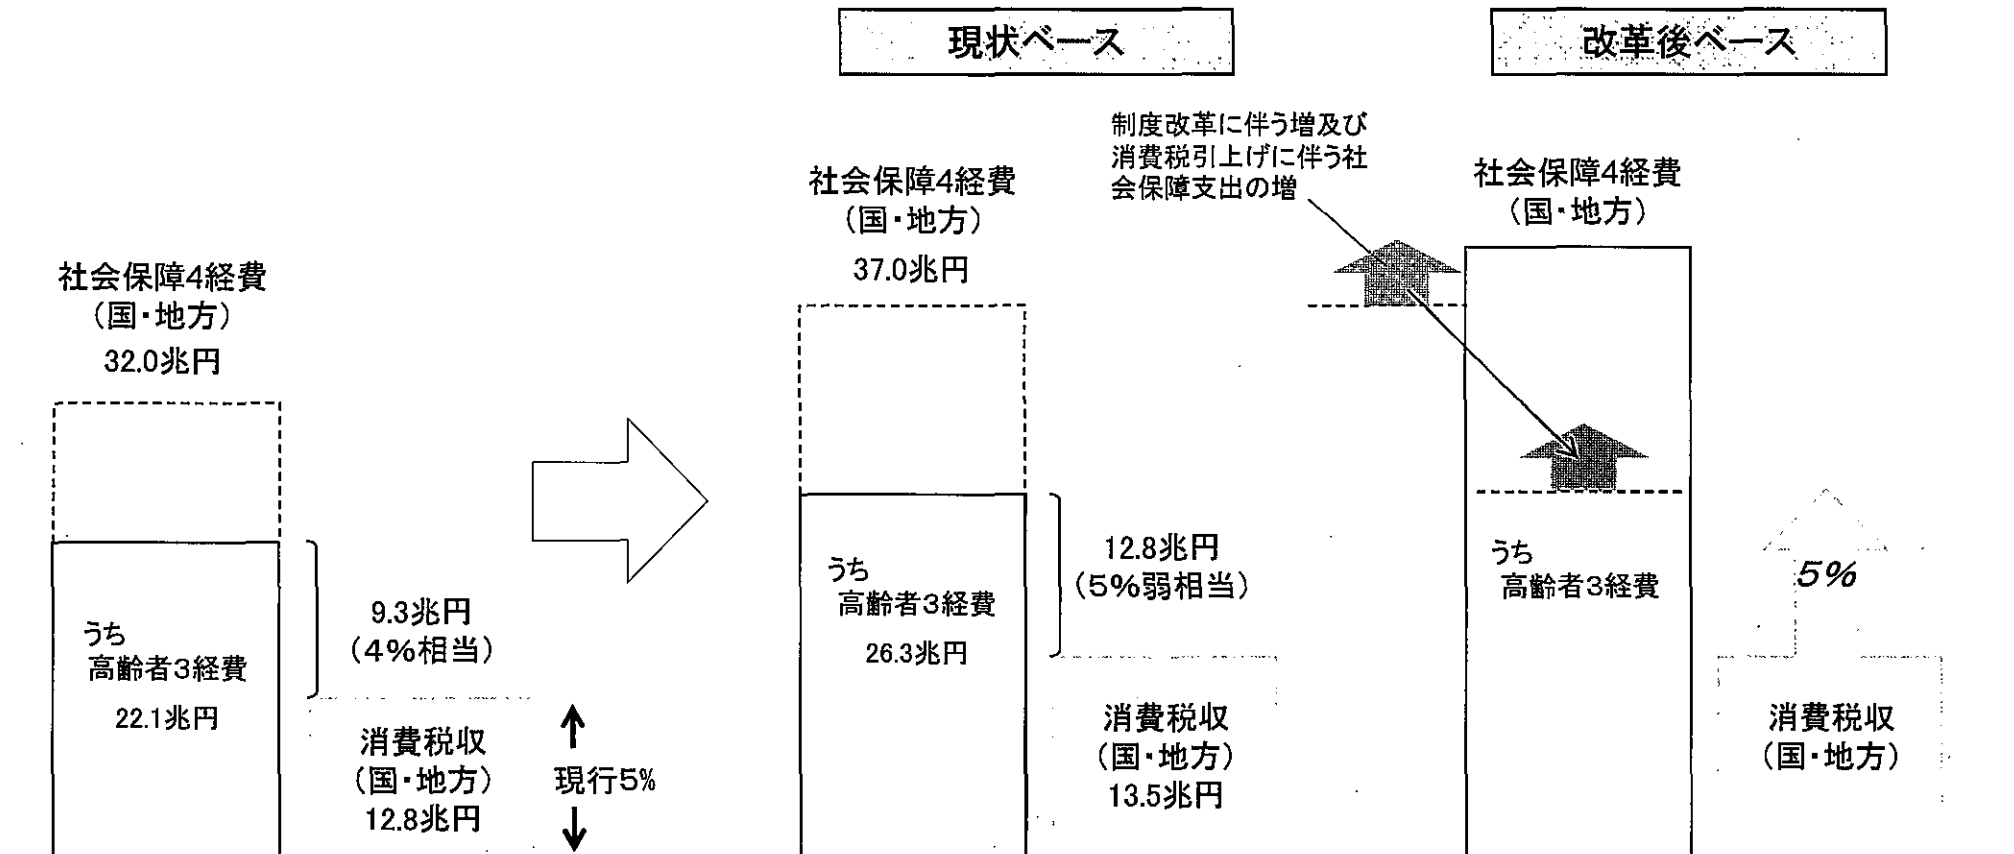 現状ベース
改革後ベース
制度改革に伴う増及び
消費税引上げに伴う社
会保障支出の増
社会保障4経費
(国・地方)
32.0兆円
うち
高齢者3経費
22.1兆円
9.3兆円
(4%相当)
消費税収
(国・地方)
12.8兆円
現行5%
社会保障4経費
(国・地方)
37.0兆円
うち
高齢者3経費
26.3兆円
12.8兆円
(5%弱相当)
消費税収
(国・地方)
13.5兆円
社会保障4経費
(国・地方)
うち
高齢者3経費
5%
消費税収
(国・地方)